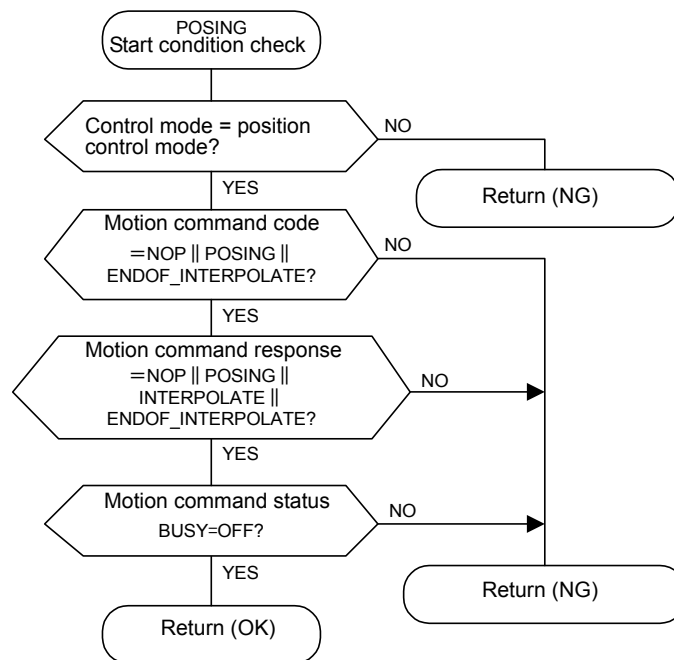 POSING
Start condition check
Control mode = position
control mode?
NO
Return (NG)
YES
Motion command code
=NOP || POSING ||
ENDOF_INTERPOLATE?
NO
YES
Motion command response
=NOP || POSING ||
INTERPOLATE ||
ENDOF_INTERPOLATE?
NO
YES
Motion command status
BUSY=OFF?
NO
YES
Return (NG)
Return (OK)